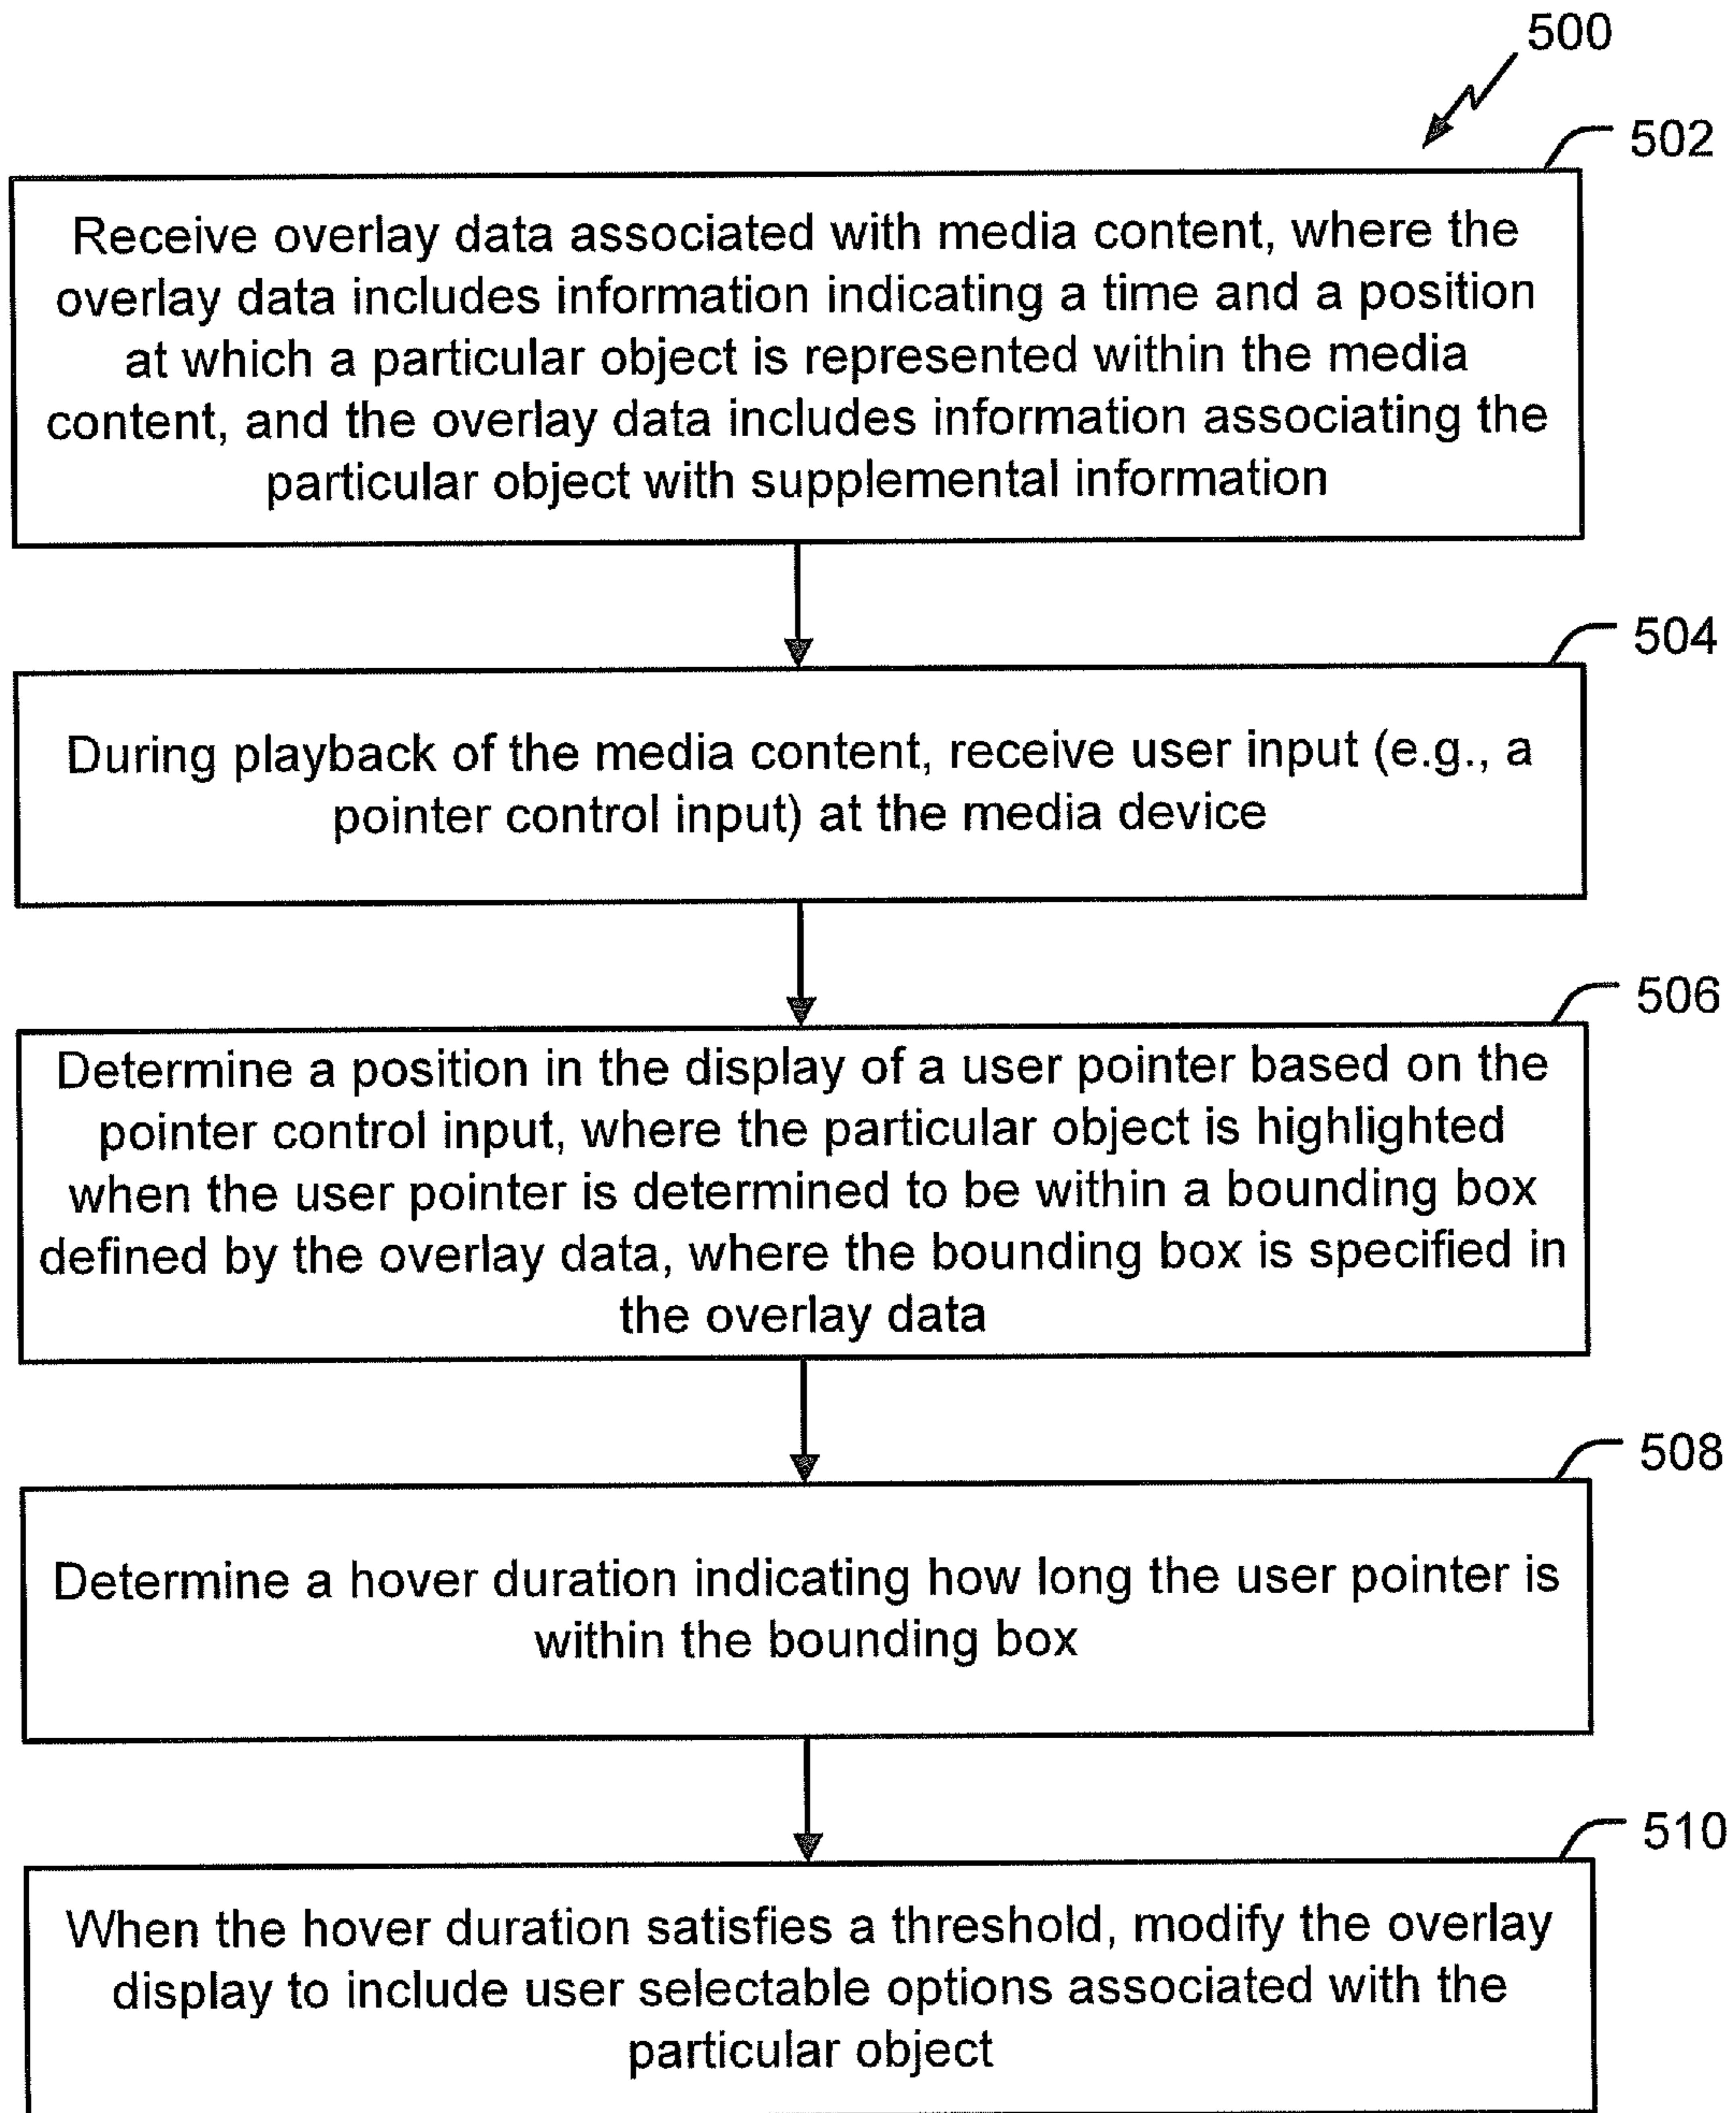 500
502
Receive overlay data associated with media content, where the
overlay data includes information indicating a time and a position
at which a particular object is represented within the media
content, and the overlay data includes information associating the
particular object with supplemental information
504
During playback of the media content, receive user input (e.g., a
pointer control input) at the media device
506
Determine a position in the display of a user pointer based on the
pointer control input, where the particular object is highlighted
when the user pointer is determined to be within a bounding box
defined by the overlay data, where the bounding box is specified in
the overlay data
508
Determine a hover duration indicating how long the user pointer is
within the bounding box
510
When the hover duration satisfies a threshold, modify the overlay
display to include user selectable options associated with the
particular object